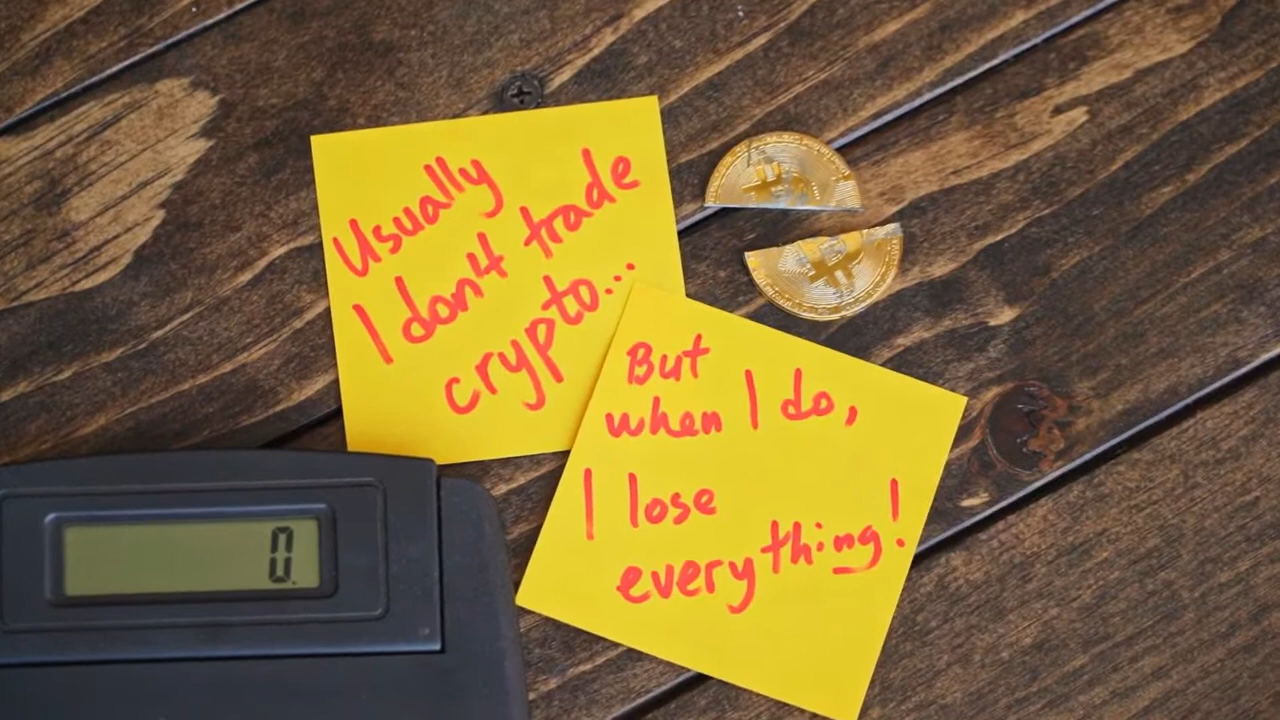 Usually
I don't trade
crypto...
But
when I do,
I lose
everything!
0.